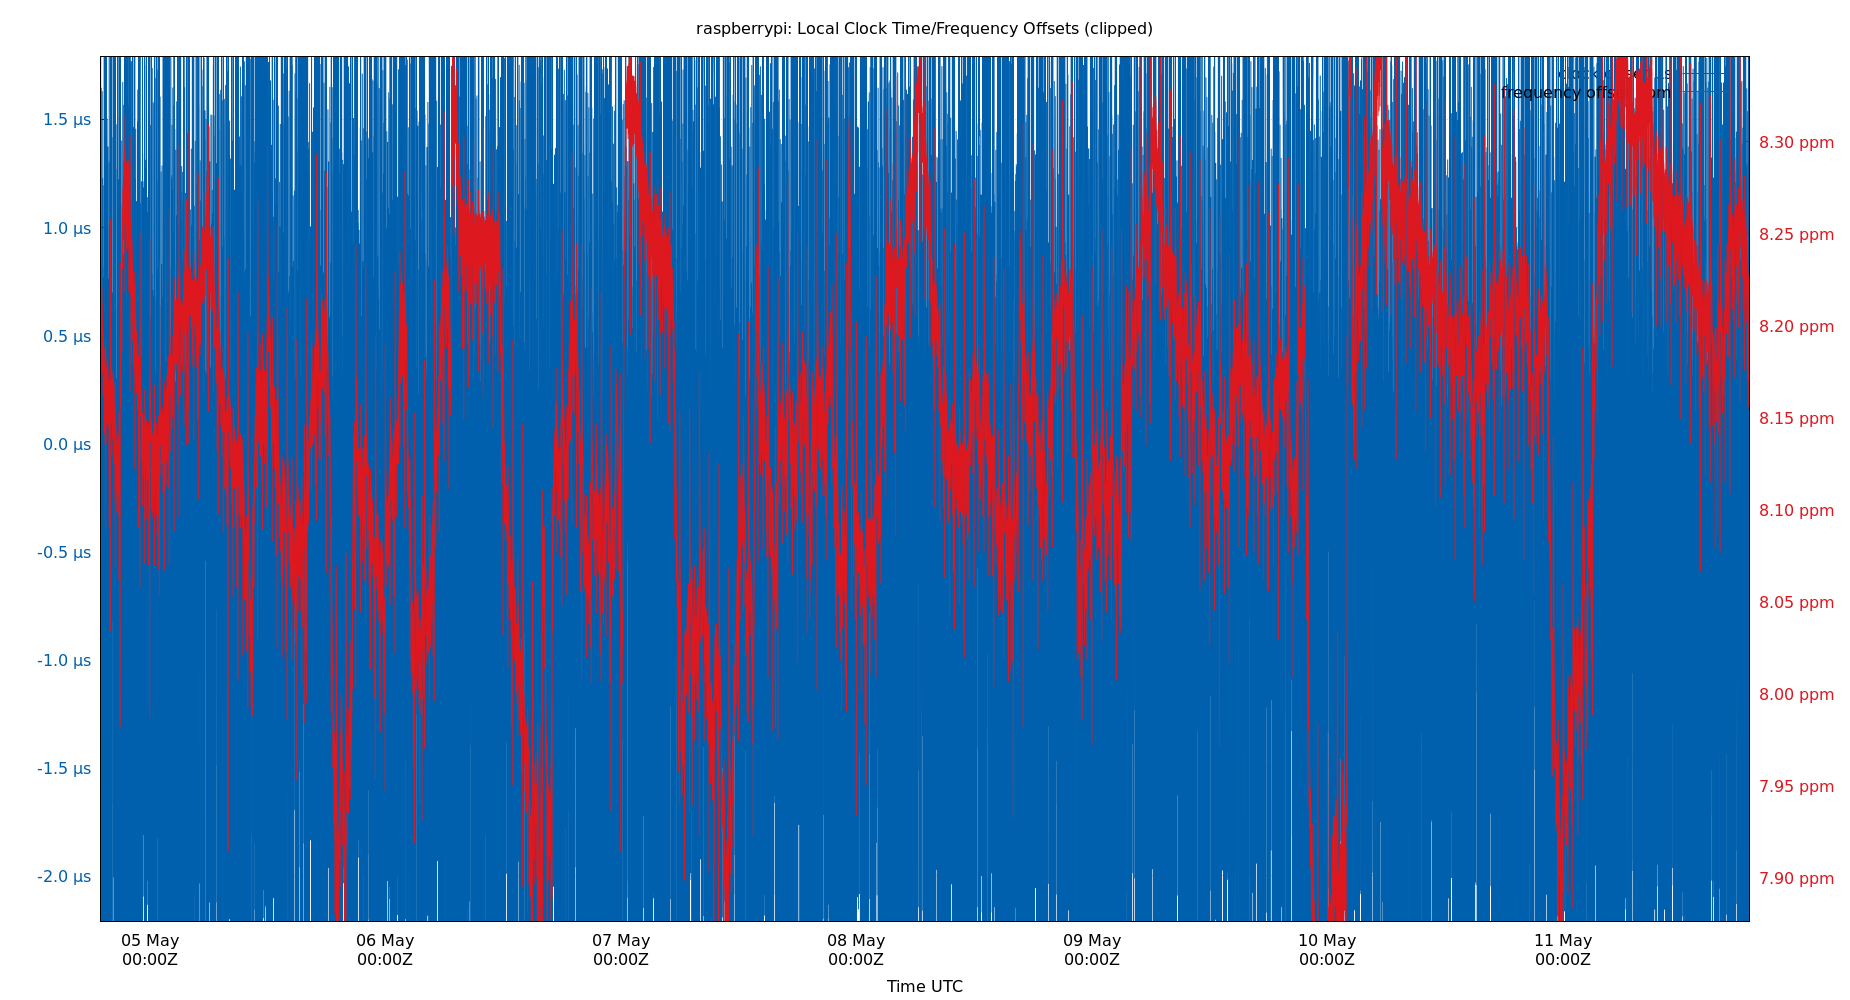 raspberrypi: Local Clock Time/Frequency Offsets (clipped)
frequency
1.5 µs
1.0 µs
0.5 µs
0.0 µs
-0.5 µs
-1.0 µs
-1.5 µs
-2.0 µs
8.30 ppm
8.25 ppm
8.20 ppm
8.15 ppm
8.10 ppm
8.05 ppm
8.00 ppm
7.95 ppm
7.90 ppm
05 May
00:00Z
06 May
00:00Z
07 May
00:00Z
08 May
00:00Z
09 May
00:00Z
10 May
00:00Z
11 May
00:00Z
Time UTC